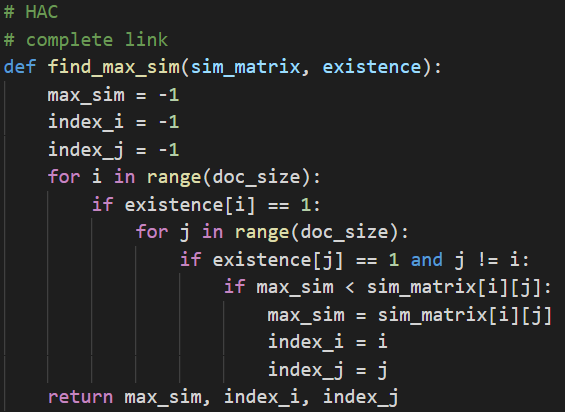 # HAC
# complete link
def find_max_sim(sim_matrix, existence):
    max_sim = -1
    index_i = -1
    index_j = -1
    for i in range(doc_size):
        if existence[i] == 1:
            for j in range(doc_size):
                if existence[j] == 1 and j != i:
                    if max_sim < sim_matrix[i][j]:
                        max_sim = sim_matrix[i][j]
                        index_i = i
                        index_j = j
    return max_sim, index_i, index_j